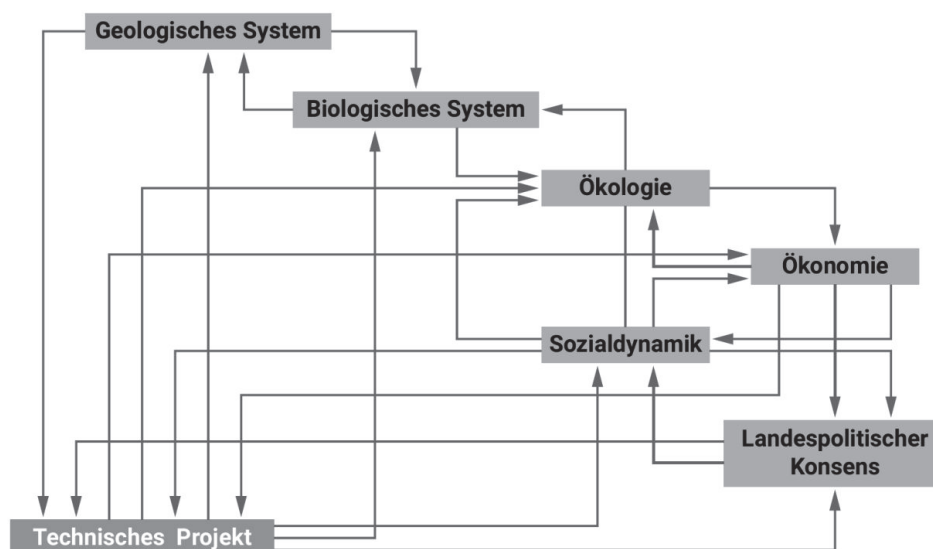 Geologisches System
Biologisches System
Ökologie
Ökonomie
Sozialdynamik
Landespolitischer
Konsens
Technisches Projekt